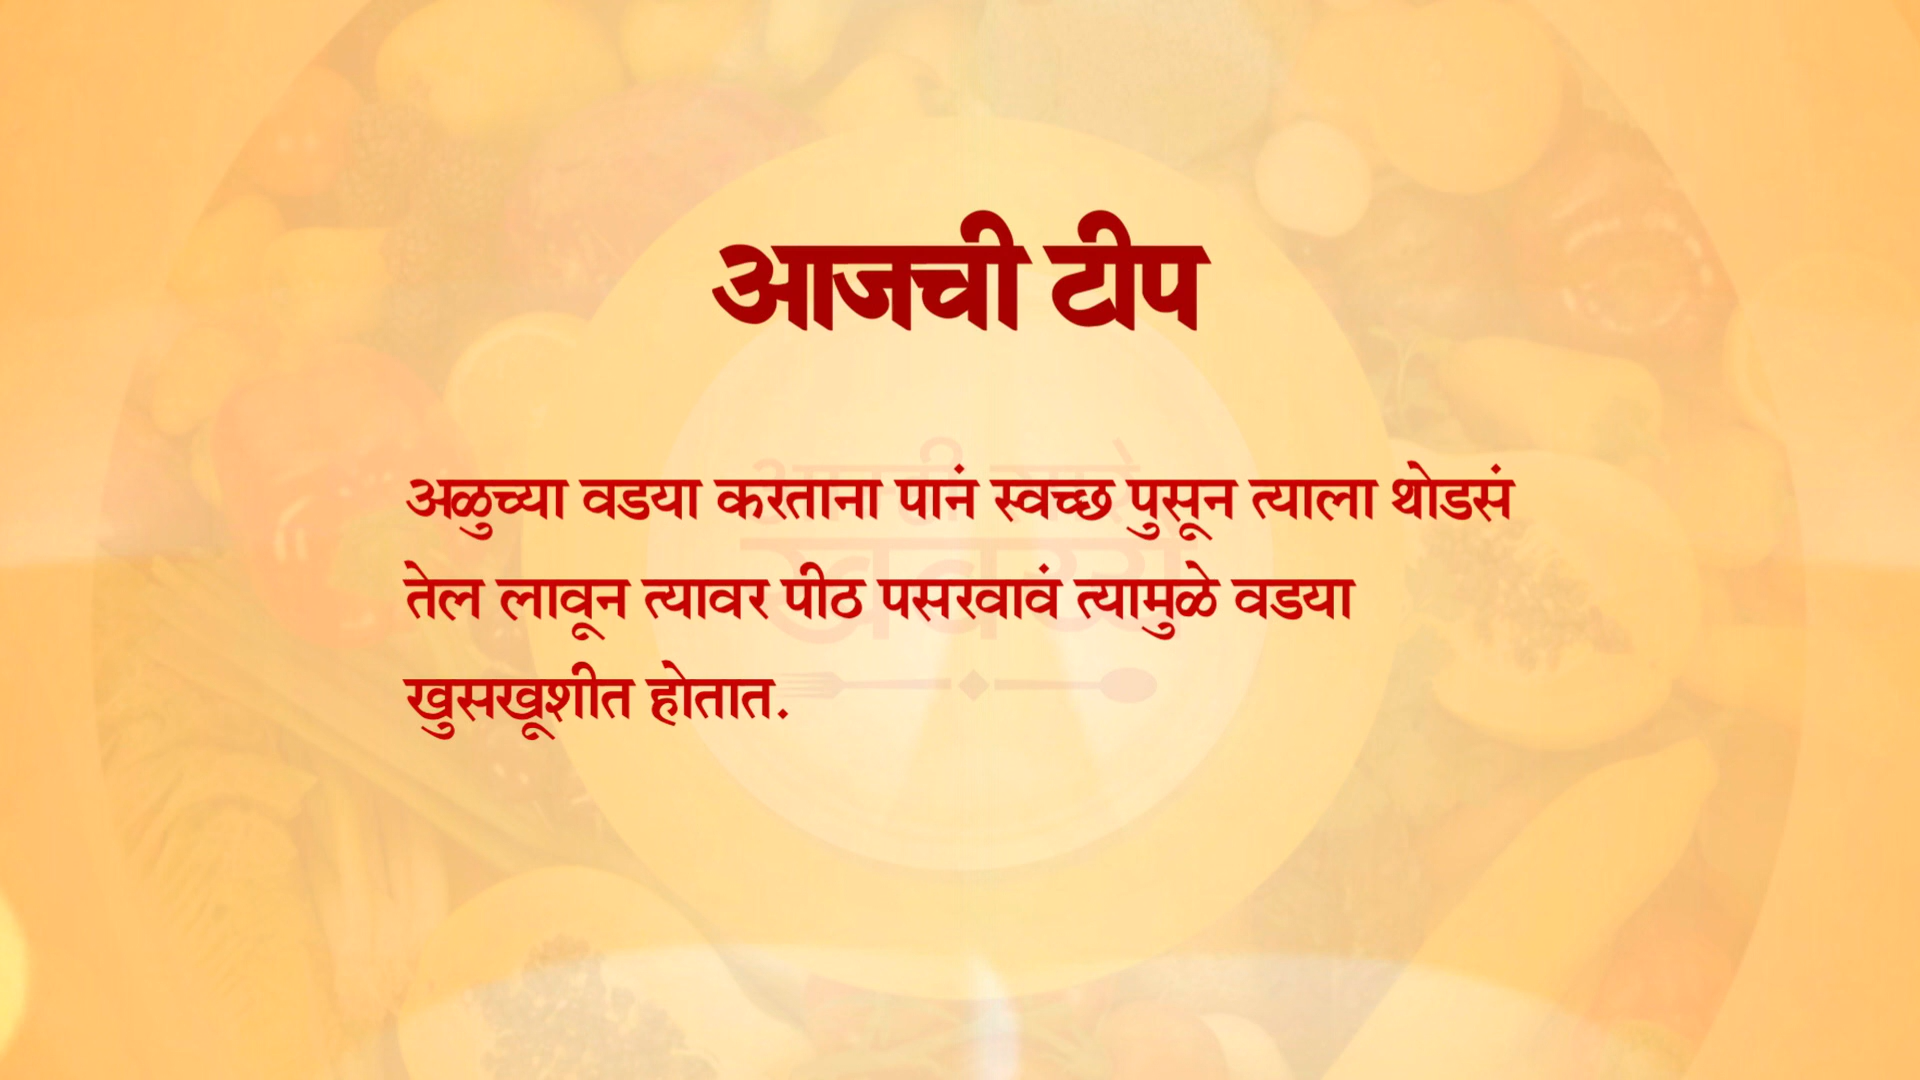 आजची टीप
अळुच्या वडया करताना पानं स्वच्छ पुसून त्याला थोडसं
तेल लावून त्यावर पीठ पसरवावं त्यामुळे वडया
खुसखूशीत होतात.